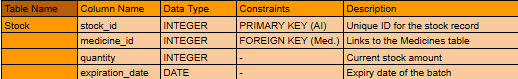 Table Name Column Name Data Type Constraints Description
Stock stock_id INTEGER PRIMARY KEY (AI) Unique ID for the stock record
medicine_id INTEGER FOREIGN KEY (Med.) Links to the Medicines table
quantity INTEGER - Current stock amount
expiration_date DATE - Expiry date of the batch